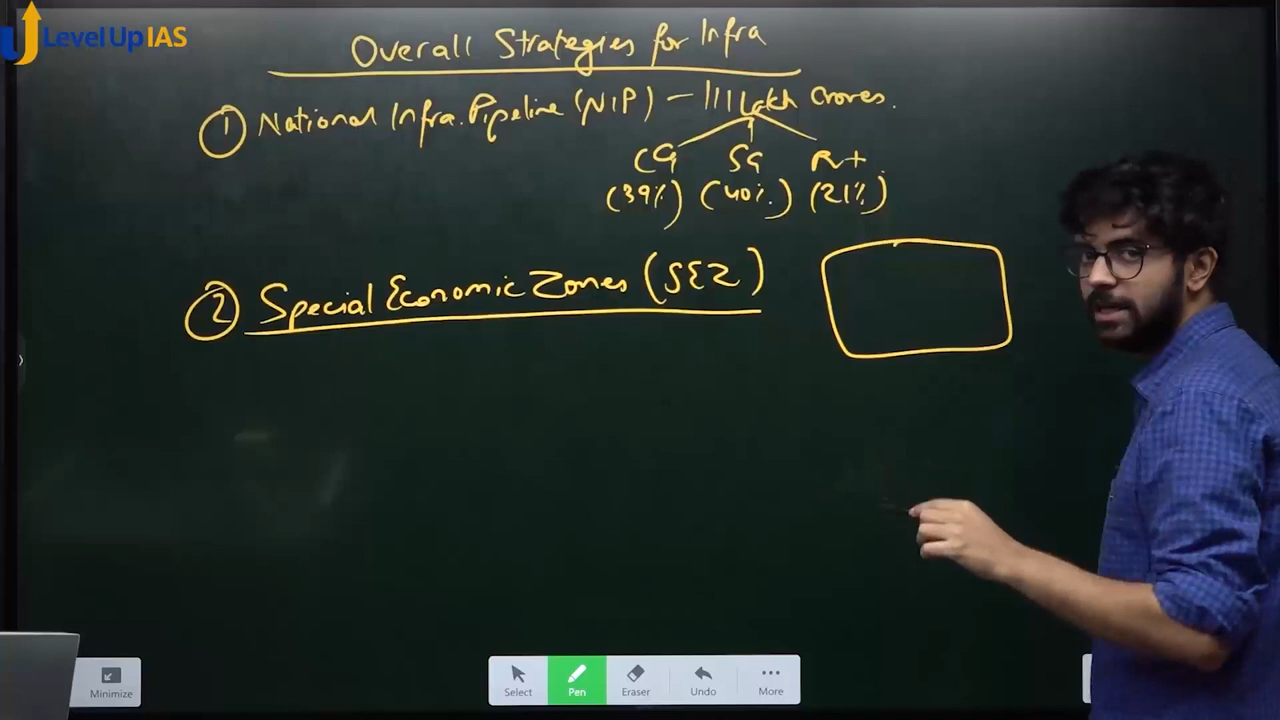 LevelUp IAS
Overall Strategies for Infra
① National Infra. Pipeline (NIP) – 111 Lakh crores.
CG SG Pvt.
(39%) (40%) (21%)
② Special Economic Zones (SEZ)
Minimize
Select Pen Eraser Undo More